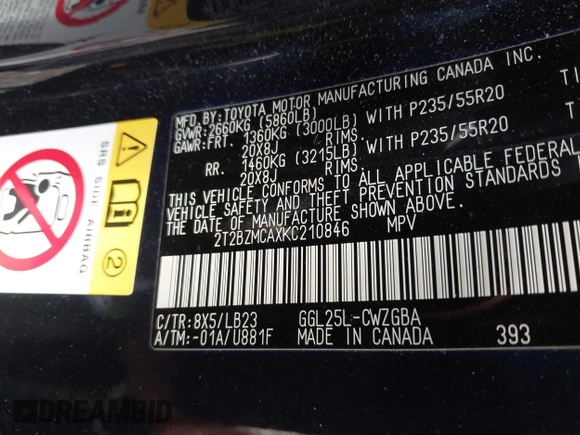 MFD.BY:TOYOTA MOTOR MANUFACTURING CANADA INC.
GVWR:2660KG (5860LB)
GAWR:FRT. 1360KG (3000LB) WITH P235/55R20 TI
20X8J RIMS,
RR. 1460KG (3215LB) WITH P235/55R20 TI
20X8J RIMS,
THIS VEHICLE CONFORMS TO ALL APPLICABLE FEDERAL
VEHICLE SAFETY AND THEFT PREVENTION STANDARDS
THE DATE OF MANUFACTURE SHOWN ABOVE.
2T2BZMCAXKC210846 MPV
C/TR:8X5/LB23 GGL25L-CWZGBA
A/TM:-01A/U881F MADE IN CANADA 393
SRS SIDE AIRBAG
2
DREAMBID